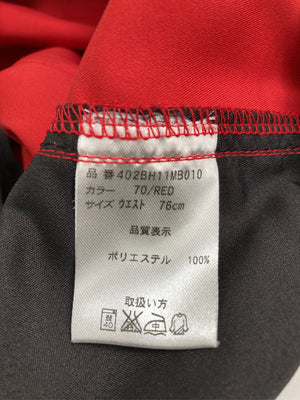 品 番 402BH11MB010
カラー 70/RED
サイズ ウエスト 76cm
品質表示
ポリエステル 100%
取扱い方
40